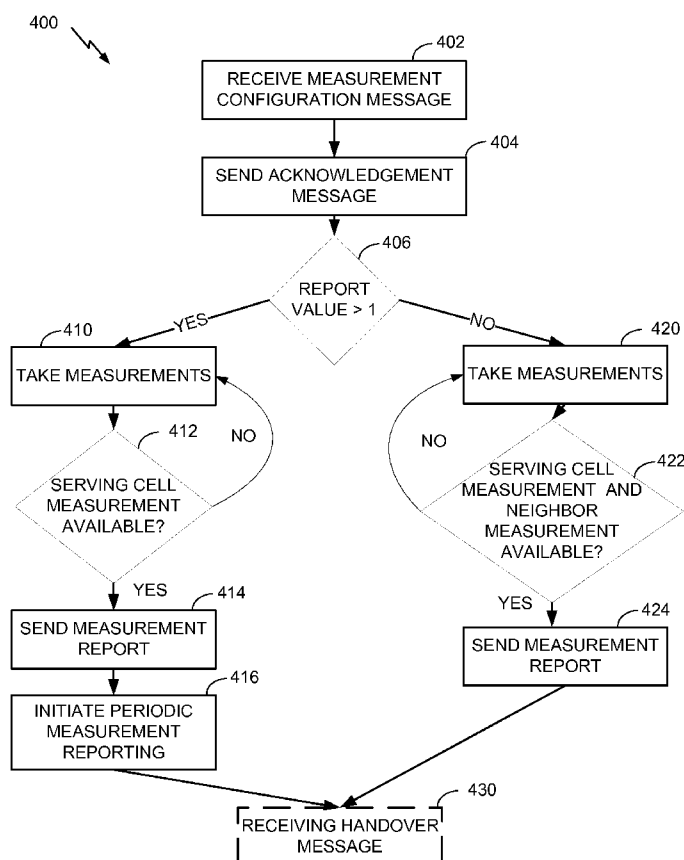 400
402
RECEIVE MEASUREMENT
CONFIGURATION MESSAGE
404
SEND ACKNOWLEDGEMENT
MESSAGE
406
REPORT
VALUE > 1
YES
NO
410
TAKE MEASUREMENTS
420
TAKE MEASUREMENTS
412
NO
SERVING CELL
MEASUREMENT
AVAILABLE?
NO
422
SERVING CELL
MEASUREMENT AND
NEIGHBOR
MEASUREMENT
AVAILABLE?
YES
414
SEND MEASUREMENT
REPORT
YES
424
SEND MEASUREMENT
REPORT
416
INITIATE PERIODIC
MEASUREMENT
REPORTING
430
RECEIVING HANDOVER
MESSAGE